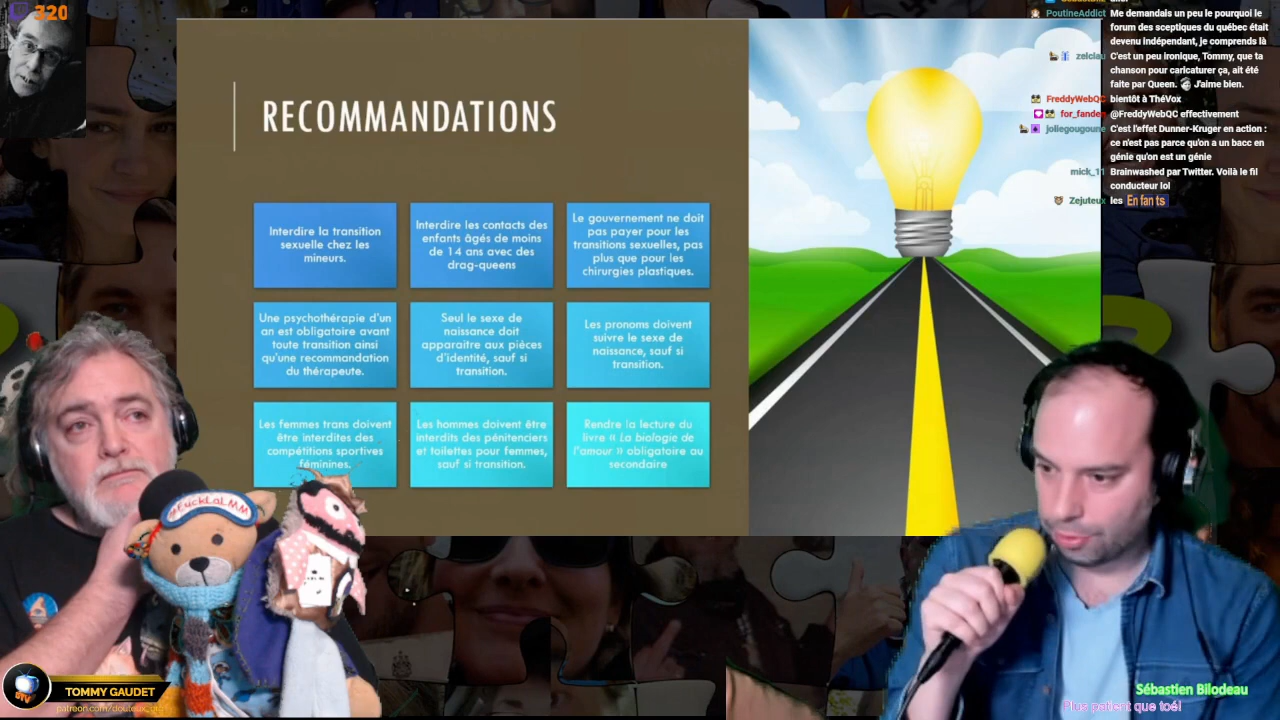 320
RECOMMANDATIONS
Interdire la transition
sexuelle chez les
mineurs.
Interdire les contacts des
enfants âgés de moins
de 14 ans avec des
drag-queens
Le gouvernement ne doit
pas payer pour les
transitions sexuelles, pas
plus que pour les
chirurgies plastiques.
Une psychothérapie d'un
an est obligatoire avant
toute transition ainsi
qu'une recommandation
du thérapeute.
Seul le sexe de
naissance doit
apparaitre aux pièces
d'identité, sauf si
transition.
Les pronoms doivent
suivre le sexe de
naissance, sauf si
transition.
Les femmes trans doivent
être interdites des
compétitions sportives
féminines.
Les hommes doivent être
interdits des pénitenciers
et toilettes pour femmes,
sauf si transition.
Rendre la lecture du
livre « La biologie de
l'amour » obligatoire au
secondaire
PoutineAddict Me demandais un peu le pourquoi le
forum des sceptiques du québec était
devenu indépendant, je comprends là
zelclau C'est un peu ironique, Tommy, que ta
chanson pour caricaturer ça, ait été
faite par Queen. J'aime bien.
FreddyWebQC bientôt à ThéVox
for_fanden @FreddyWebQC effectivement
joliegougoune C'est l'effet Dunner-Kruger en action :
ce n'est pas parce qu'on a un bacc en
génie qu'on est un génie
mick_11 Brainwashed par Twitter. Voilà le fil
conducteur lol
Zejuteux les En fan ts
#FuckLaLMM
TOMMY GAUDET
Sébastien Bilodeau
Plus patient que toé!